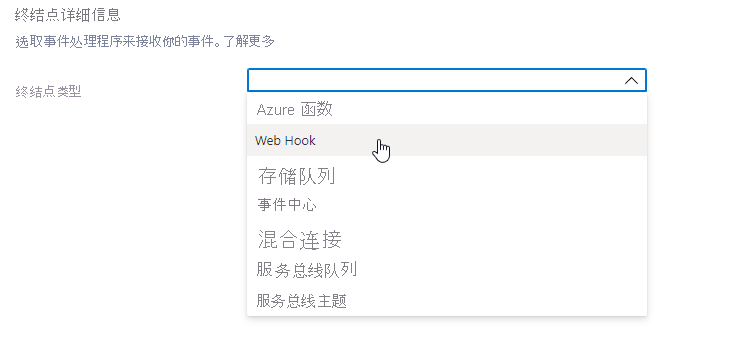 终结点详细信息
选取事件处理程序来接收你的事件。了解更多
终结点类型
Azure 函数
Web Hook
存储队列
事件中心
混合连接
服务总线队列
服务总线主题